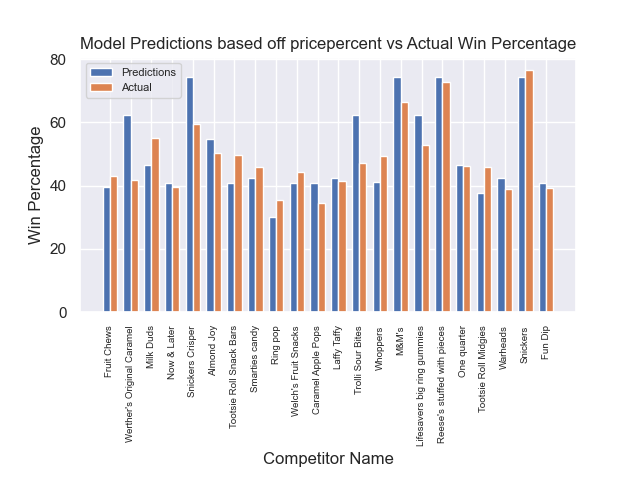 Model Predictions based off pricepercent vs Actual Win Percentage
80
60
40
20
0
Win Percentage
Predictions
Actual
Fruit Chews
Werther's Original Caramel
Milk Duds
Now & Later
Snickers Crisper
Almond Joy
Tootsie Roll Snack Bars
Smarties candy
Ring pop
Welch's Fruit Snacks
Caramel Apple Pops
Laffy Taffy
Trolli Sour Bites
Whoppers
M&M's
Lifesavers big ring gummies
Reese's stuffed with pieces
One quarter
Tootsie Roll Midgies
Warheads
Snickers
Fun Dip
Competitor Name